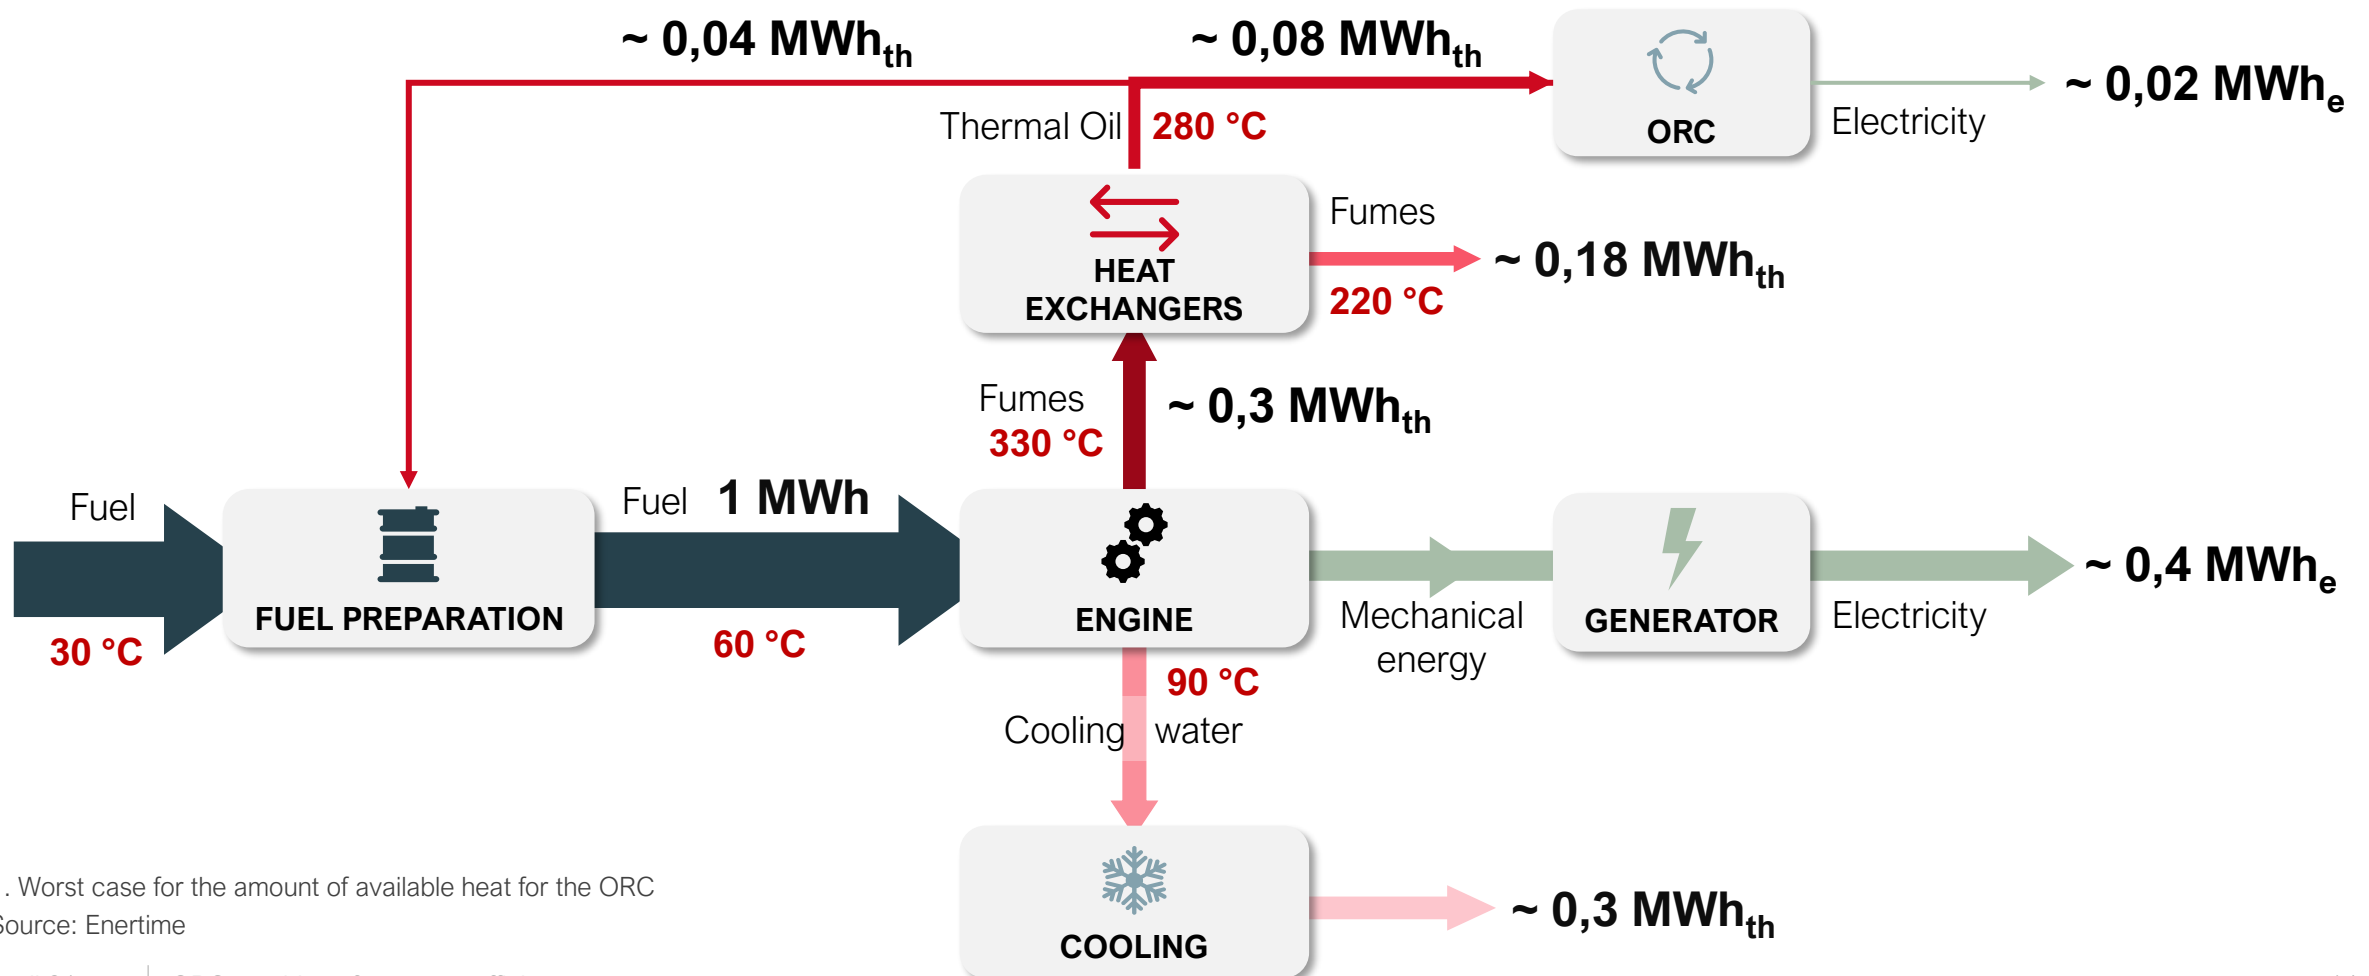 ~ 0,04 MWhth
~ 0,08 MWhth
Thermal Oil
280 °C
ORC
Electricity
~ 0,02 MWhe
HEAT
EXCHANGERS
Fumes
220 °C
~ 0,18 MWhth
Fumes
330 °C
~ 0,3 MWhth
Fuel
30 °C
FUEL PREPARATION
Fuel 1 MWh
60 °C
ENGINE
Mechanical
energy
GENERATOR
Electricity
~ 0,4 MWhe
90 °C
Cooling water
COOLING
~ 0,3 MWhth
. Worst case for the amount of available heat for the ORC
Source: Enertime